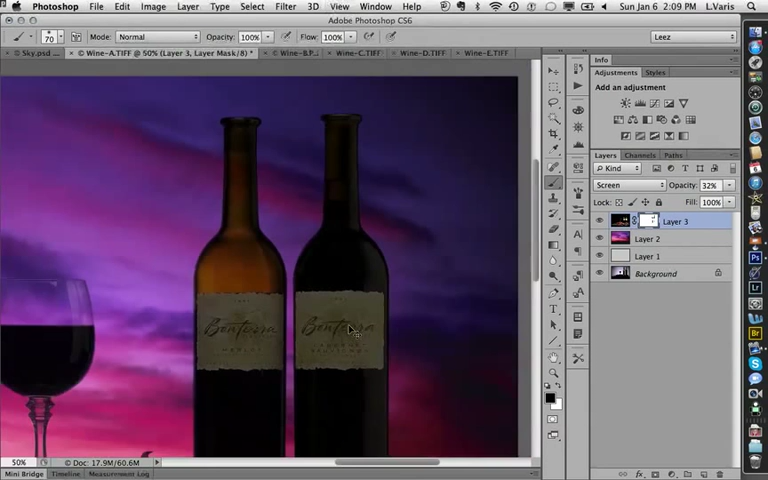 Photoshop File Edit Image Layer Type Select Filter 3D View Window Help Sun Jan 6 2:09 PM L.Varis
Adobe Photoshop CS6
70 Mode: Normal Opacity: 100% Flow: 100% Leez
Sky.psd Wine-A.TIFF @ 50% (Layer 3, Layer Mask/8) * Wine-C.TIFF Wine-D.TIFF Wine-E.TIFF
Info
Adjustments Styles
Add an adjustment
Layers Channels Paths
Kind
Screen Opacity: 32%
Lock: Fill: 100%
Layer 3
Layer 2
Layer 1
Background
Bonterra Bonterra
MERLOT
50% Doc: 17.9M/60.6M
Mini Bridge Timeline Measurement Log